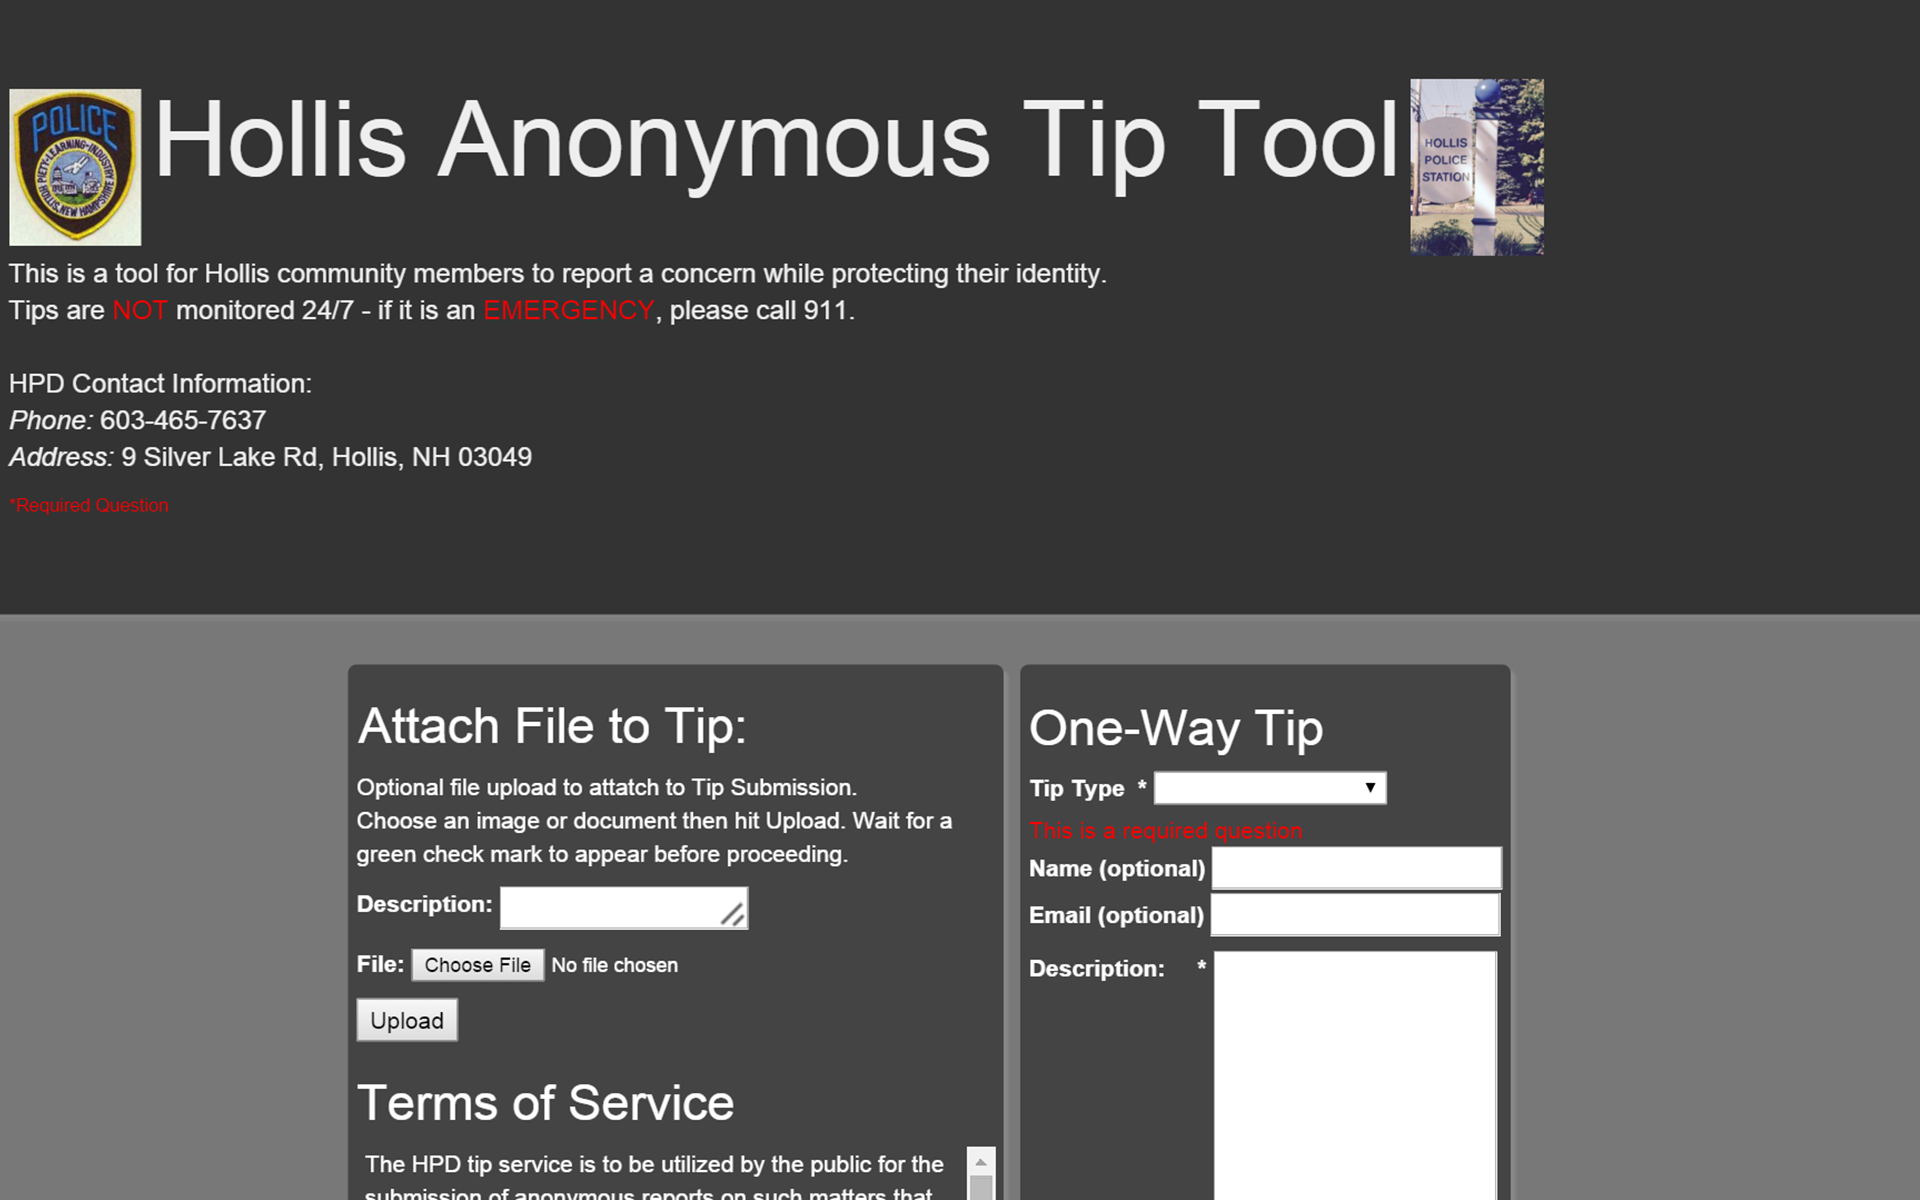 POLICE
PIETY-LEARNING-INDUSTRY
HOLLIS, NEW HAMPSHIRE
Hollis Anonymous Tip Tool
HOLLIS
POLICE
STATION
This is a tool for Hollis community members to report a concern while protecting their identity.
Tips are NOT monitored 24/7 - if it is an EMERGENCY, please call 911.
HPD Contact Information:
Phone: 603-465-7637
Address: 9 Silver Lake Rd, Hollis, NH 03049
*Required Question
Attach File to Tip:
Optional file upload to attatch to Tip Submission.
Choose an image or document then hit Upload. Wait for a
green check mark to appear before proceeding.
Description:
File: Choose File No file chosen
Upload
Terms of Service
The HPD tip service is to be utilized by the public for the
submission of anonymous reports on such matters that
One-Way Tip
Tip Type *
This is a required question
Name (optional)
Email (optional)
Description: *